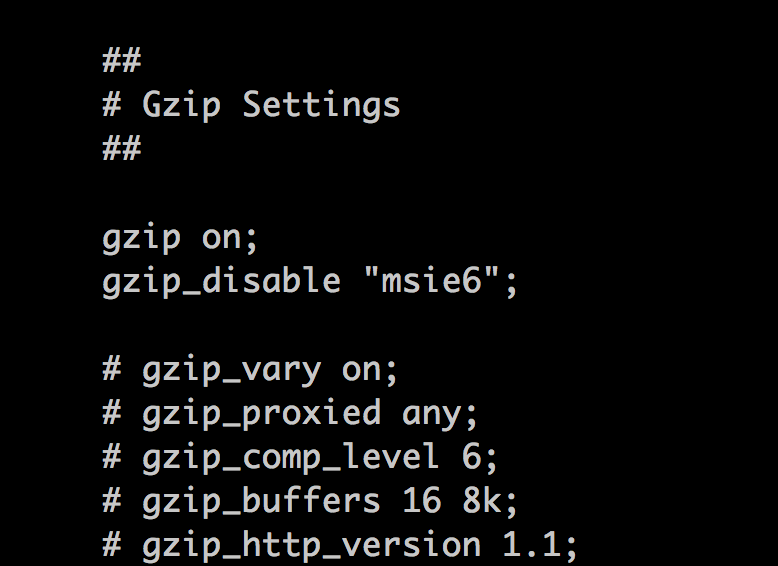 ##
# Gzip Settings
##
gzip on;
gzip_disable "msie6";
# gzip_vary on;
# gzip_proxied any;
# gzip_comp_level 6;
# gzip_buffers 16 8k;
# gzip_http_version 1.1;